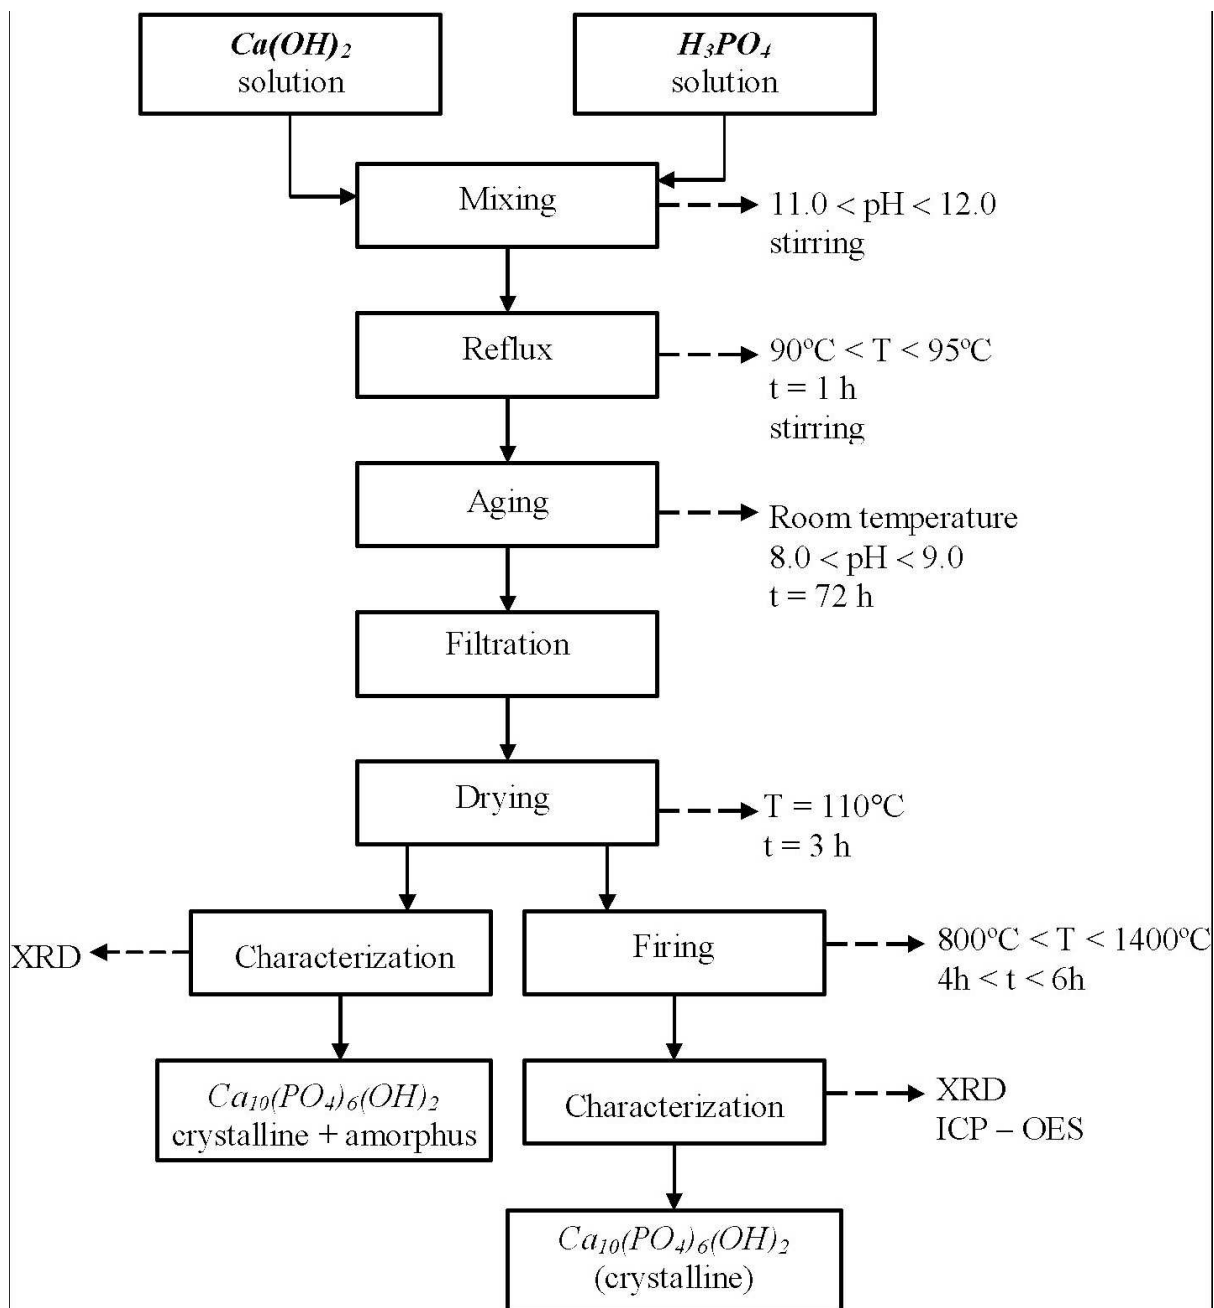 Ca(OH)₂
solution
H₃PO₄
solution
Mixing
11.0 < pH < 12.0
stirring
Reflux
90ºC < T < 95ºC
t = 1 h
stirring
Aging
Room temperature
8.0 < pH < 9.0
t = 72 h
Filtration
Drying
T = 110°C
t = 3 h
XRD
Characterization
Firing
800ºC < T < 1400ºC
4h < t < 6h
Ca₁₀(PO₄)₆(OH)₂
crystalline + amorphus
Characterization
XRD
ICP – OES
Ca₁₀(PO₄)₆(OH)₂
(crystalline)